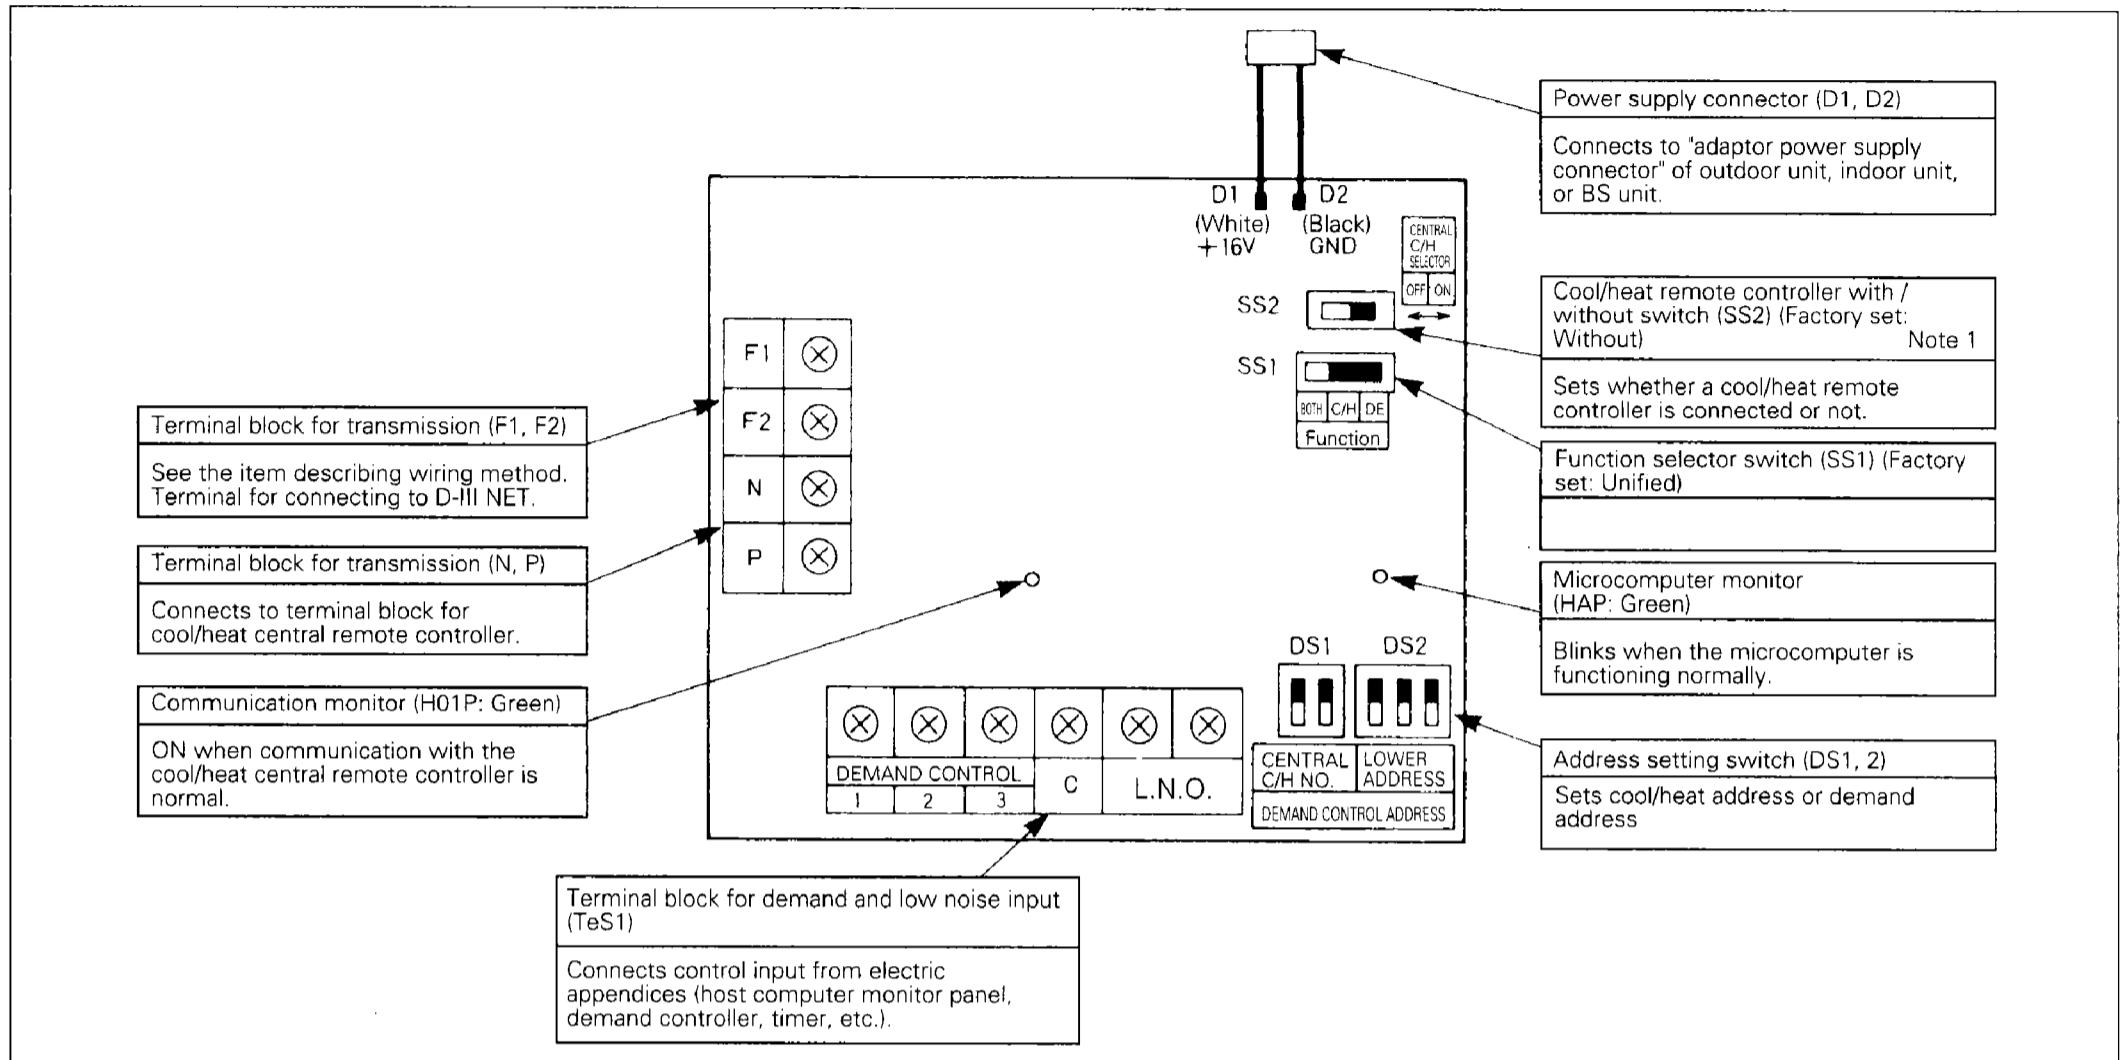 Power supply connector (D1, D2)
Connects to "adaptor power supply
connector" of outdoor unit, indoor unit,
or BS unit.
D1
D2
(White)
(Black)
+16V
GND
CENTRAL
C/H
SELECTOR
OFF
ON
SS2
Cool/heat remote controller with /
without switch (SS2) (Factory set:
Without)
Note 1
Sets whether a cool/heat remote
controller is connected or not.
SS1
BOTH
C/H
DE
Function
Function selector switch (SS1) (Factory
set: Unified)
F1
F2
N
P
Terminal block for transmission (F1, F2)
See the item describing wiring method.
Terminal for connecting to D-III NET.
Terminal block for transmission (N, P)
Connects to terminal block for
cool/heat central remote controller.
Microcomputer monitor
(HAP: Green)
Blinks when the microcomputer is
functioning normally.
Communication monitor (H01P: Green)
ON when communication with the
cool/heat central remote controller is
normal.
DS1
DS2
DEMAND CONTROL
1
2
3
C
L.N.O.
CENTRAL
C/H NO.
LOWER
ADDRESS
DEMAND CONTROL ADDRESS
Address setting switch (DS1, 2)
Sets cool/heat address or demand
address
Terminal block for demand and low noise input
(TeS1)
Connects control input from electric
appendices (host computer monitor panel,
demand controller, timer, etc.).